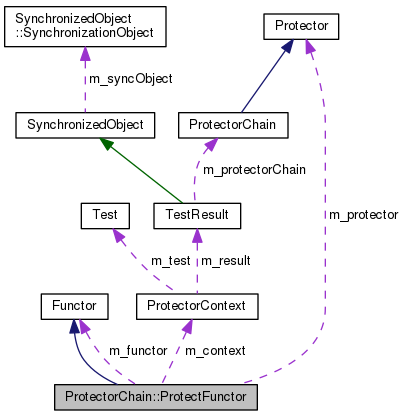 SynchronizedObject
::SynchronizationObject
Protector
m_syncObject
SynchronizedObject
ProtectorChain
m_protectorChain
Test
TestResult
m_protector
m_test
m_result
Functor
ProtectorContext
m_functor
m_context
ProtectorChain::ProtectFunctor